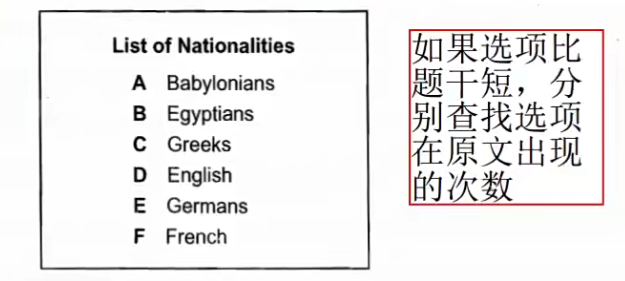 List of Nationalities
A Babylonians
B Egyptians
C Greeks
D English
E Germans
F French
如果选项比
题干短，分
别查找选项
在原文出现
的次数